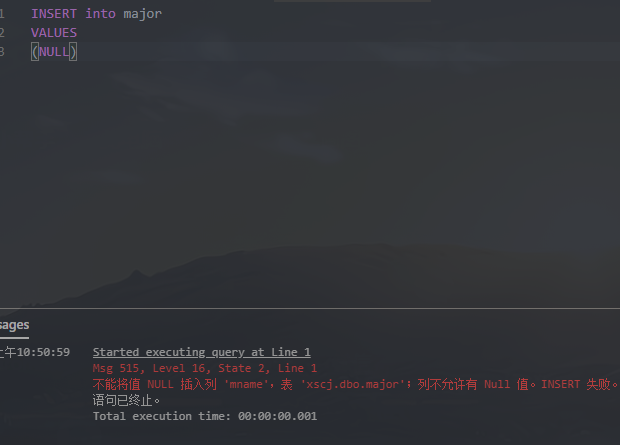 1 INSERT into major
2 VALUES
3 (NULL)
sages
午10:50:59 Started executing query at Line 1
Msg 515, Level 16, State 2, Line 1
不能将值 NULL 插入列 'mname'，表 'xscj.dbo.major'；列不允许有 Null 值。INSERT 失败。
语句已终止。
Total execution time: 00:00:00.001